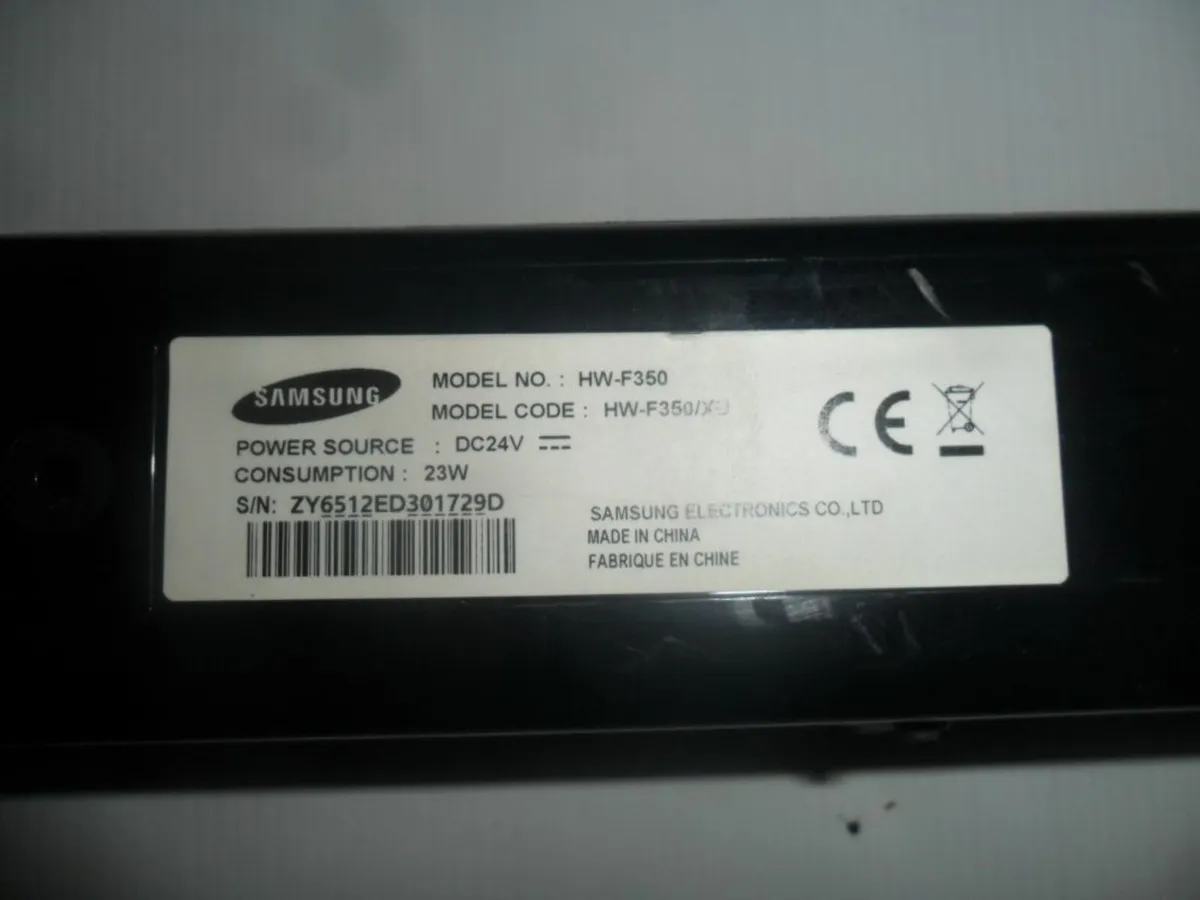 SAMSUNG
MODEL NO. : HW-F350
MODEL CODE : HW-F350/
POWER SOURCE : DC24V
CONSUMPTION : 23W
S/N: ZY6512ED301729D
CE
SAMSUNG ELECTRONICS CO.,LTD
MADE IN CHINA
FABRIQUE EN CHINE